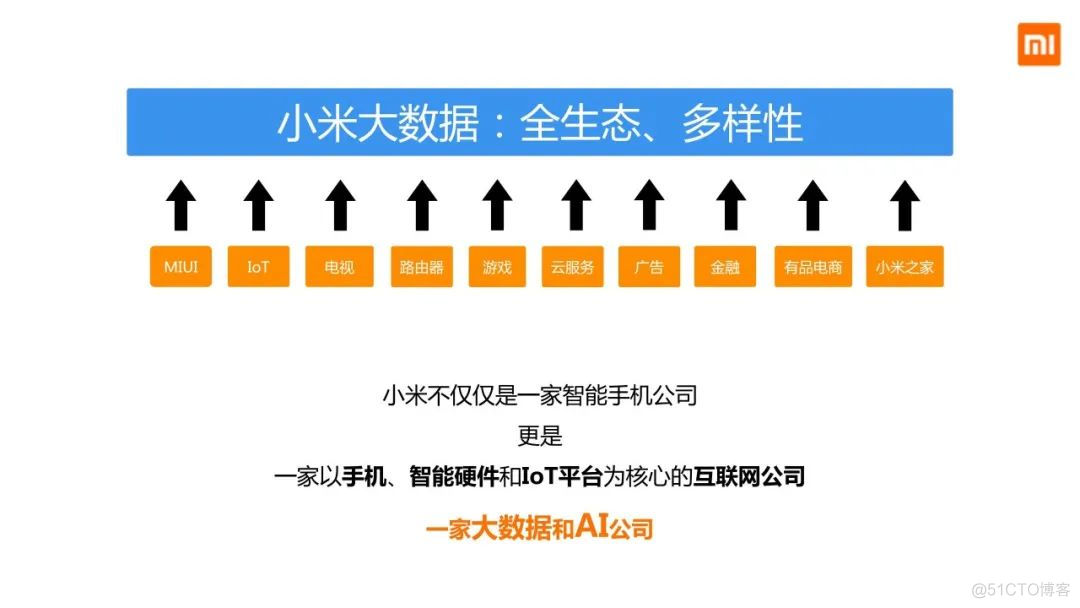 mi
小米大数据：全生态、多样性
MIUI IoT 电视 路由器 游戏 云服务 广告 金融 有品电商 小米之家
小米不仅仅是一家智能手机公司
更是
一家以手机、智能硬件和IoT平台为核心的互联网公司
一家大数据和AI公司
@51CTO博客